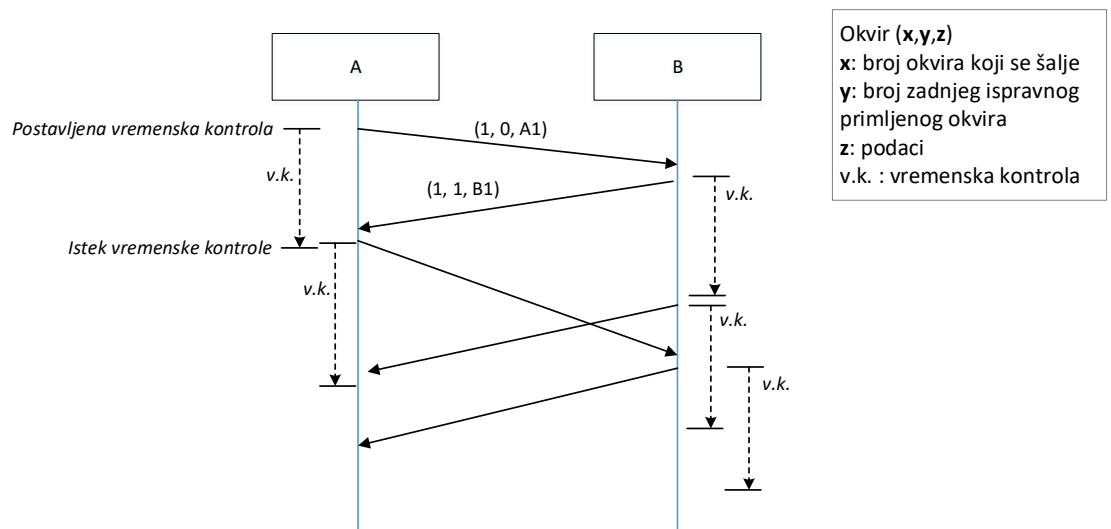 A
B
Okvir (x,y,z)
x: broj okvira koji se šalje
y: broj zadnjeg ispravnog
primljenog okvira
z: podaci
v.k. : vremenska kontrola
Postavljena vremenska kontrola
(1, 0, A1)
v.k.
(1, 1, B1)
v.k.
Istek vremenske kontrole
v.k.
v.k.
v.k.